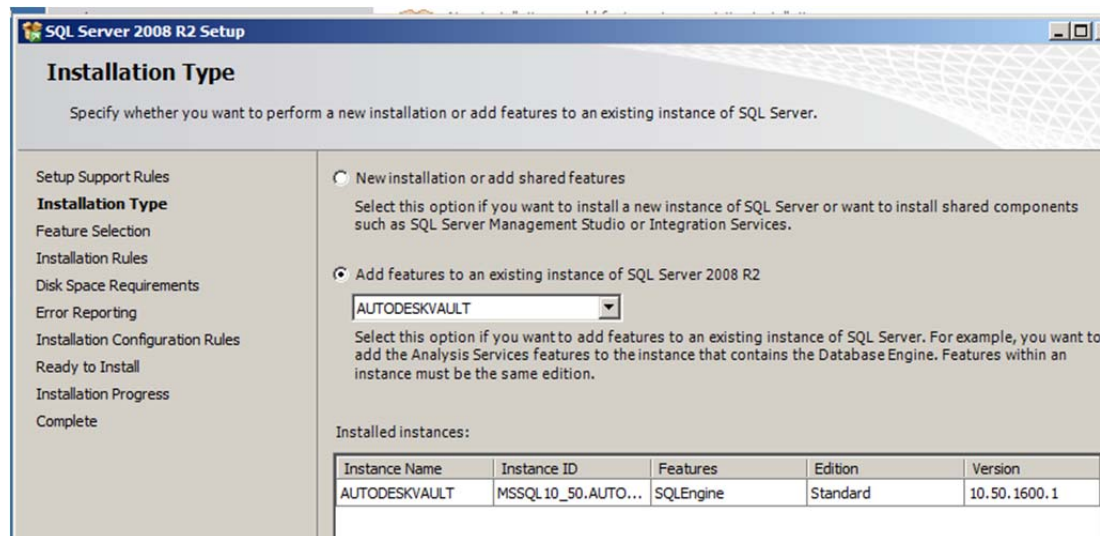 SQL Server 2008 R2 Setup
Installation Type
Specify whether you want to perform a new installation or add features to an existing instance of SQL Server.
Setup Support Rules
Installation Type
Feature Selection
Installation Rules
Disk Space Requirements
Error Reporting
Installation Configuration Rules
Ready to Install
Installation Progress
Complete
New installation or add shared features
Select this option if you want to install a new instance of SQL Server or want to install shared components
such as SQL Server Management Studio or Integration Services.
Add features to an existing instance of SQL Server 2008 R2
AUTODESKVAULT
Select this option if you want to add features to an existing instance of SQL Server. For example, you want to
add the Analysis Services features to the instance that contains the Database Engine. Features within an
instance must be the same edition.
Installed instances:
Instance Name Instance ID Features Edition Version
AUTODESKVAULT MSSQL10_50.AUTO... SQLEngine Standard 10.50.1600.1